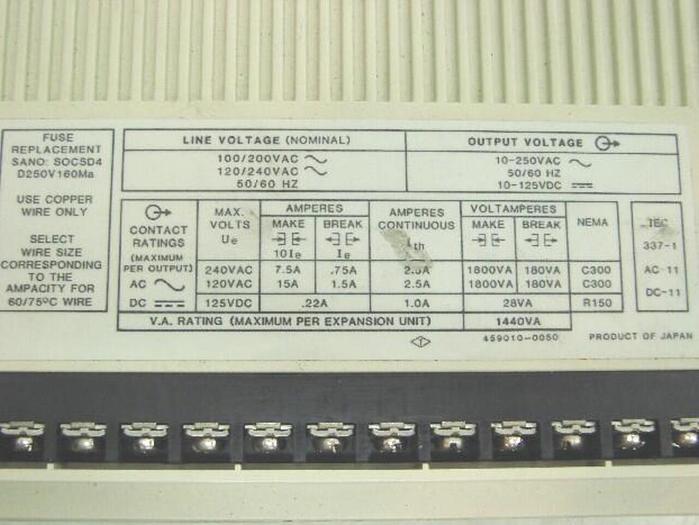 FUSE
REPLACEMENT
SANO: SOCSD4
D250V160Ma
USE COPPER
WIRE ONLY
SELECT
WIRE SIZE
CORRESPONDING
TO THE
AMPACITY FOR
60/75°C WIRE
LINE VOLTAGE (NOMINAL)
100/200VAC
120/240VAC
50/60 HZ
OUTPUT VOLTAGE
10-250VAC
50/60 HZ
10-125VDC
CONTACT
RATINGS
(MAXIMUM
PER OUTPUT)
AC
DC
MAX.
VOLTS
Ue
AMPERES
MAKE
10Ie
BREAK
Ie
AMPERES
CONTINUOUS
Ith
VOLTAMPERES
MAKE
BREAK
NEMA
240VAC 7.5A .75A 2.5A 1800VA 180VA C300
120VAC 15A 1.5A 2.5A 1800VA 180VA C300
125VDC .22A 1.0A 28VA R150
V.A. RATING (MAXIMUM PER EXPANSION UNIT) 1440VA
IEC
337-1
AC-11
DC-11
459010-0050
PRODUCT OF JAPAN